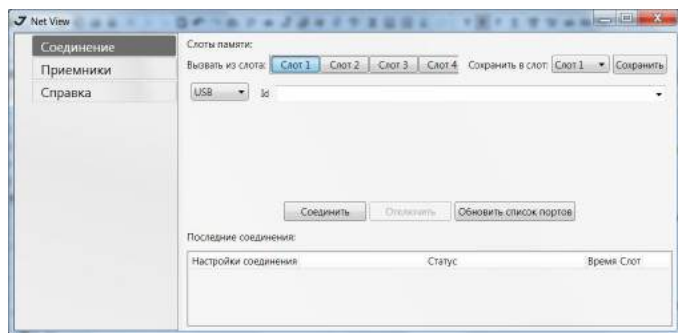 Net View
Соединение
Приемники
Справка
Слоты памяти:
Вызвать из слота: Слот 1 Слот 2 Слот 3 Слот 4 Сохранить в слот: Слот 1 Сохранить
USB Id
Соединить Отключить Обновить список портов
Последние соединения:
Настройки соединения Статус Время Слот